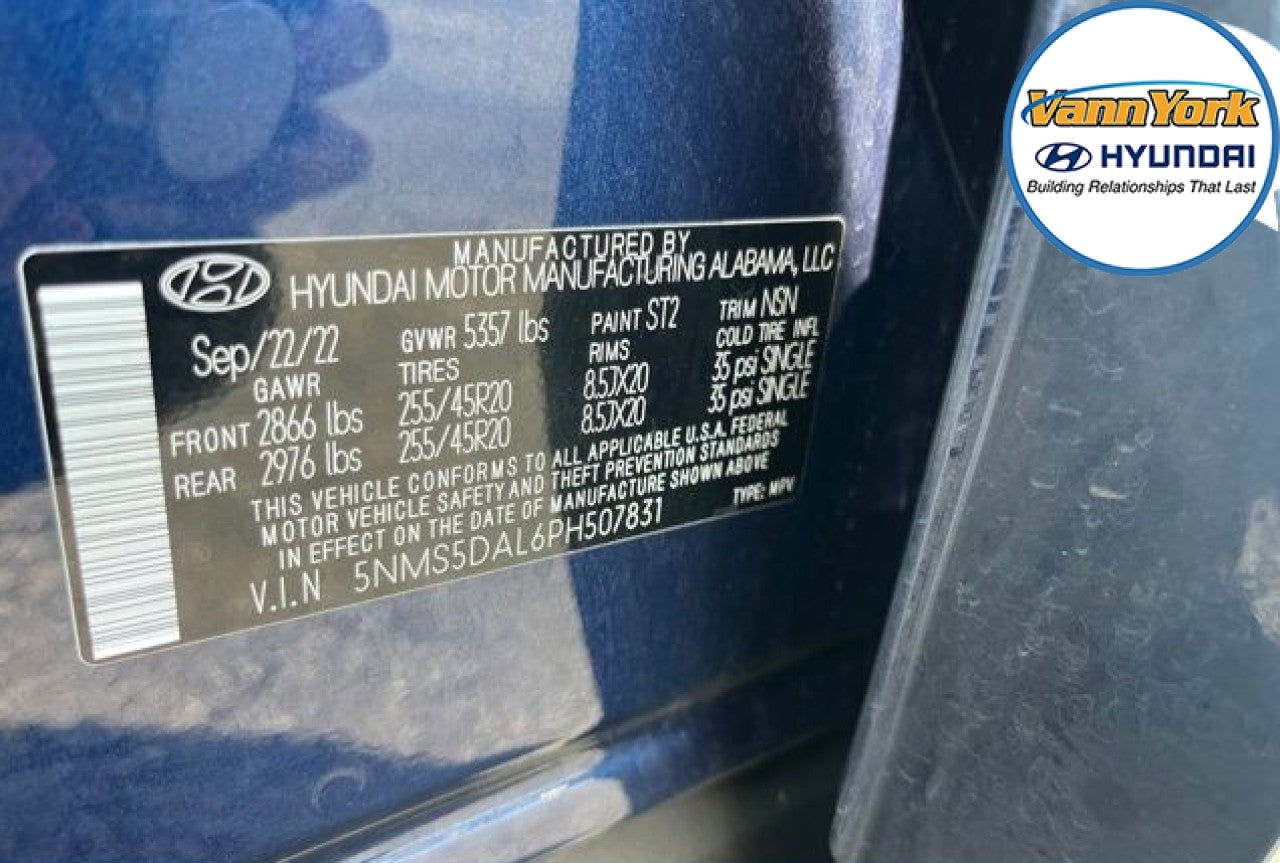 VannYork
HYUNDAI
Building Relationships That Last
MANUFACTURED BY
HYUNDAI MOTOR MANUFACTURING ALABAMA, LLC
Sep/22/22 GVWR 5357 lbs PAINT ST2 TRIM NSN
GAWR TIRES RIMS COLD TIRE INFL
FRONT 2866 lbs 255/45R20 8.5JX20 35 psi SINGLE
REAR 2976 lbs 255/45R20 8.5JX20 35 psi SINGLE
THIS VEHICLE CONFORMS TO ALL APPLICABLE U.S.A. FEDERAL
MOTOR VEHICLE SAFETY AND THEFT PREVENTION STANDARDS
IN EFFECT ON THE DATE OF MANUFACTURE SHOWN ABOVE
V.I.N 5NMS5DAL6PH507831 TYPE: MPV